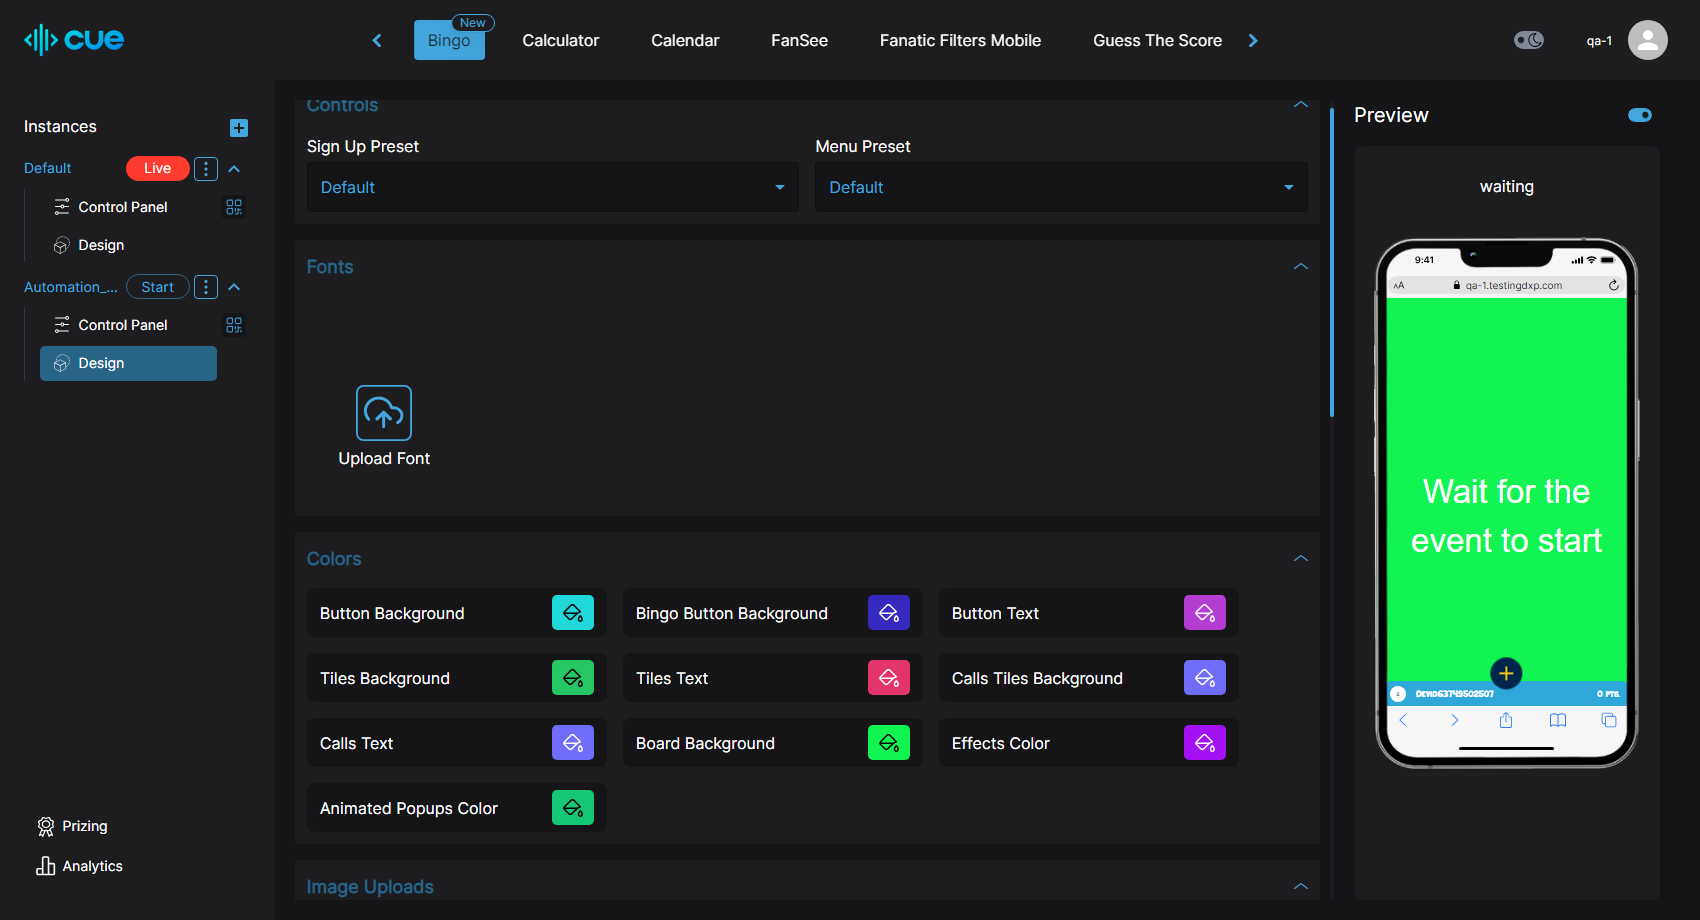 cue
New
Bingo
Calculator
Calendar
FanSee
Fanatic Filters Mobile
Guess The Score
qa-1
Instances
Default
Live
Control Panel
Design
Automation_...
Start
Control Panel
Design
Prizing
Analytics
Controls
Sign Up Preset
Menu Preset
Default
Default
Fonts
Upload Font
Colors
Button Background
Bingo Button Background
Button Text
Tiles Background
Tiles Text
Calls Tiles Background
Calls Text
Board Background
Effects Color
Animated Popups Color
Image Uploads
Preview
waiting
9:41
AA
qa-1.testingdxp.com
Wait for the
event to start
DEVID63749502507
0 PTS.